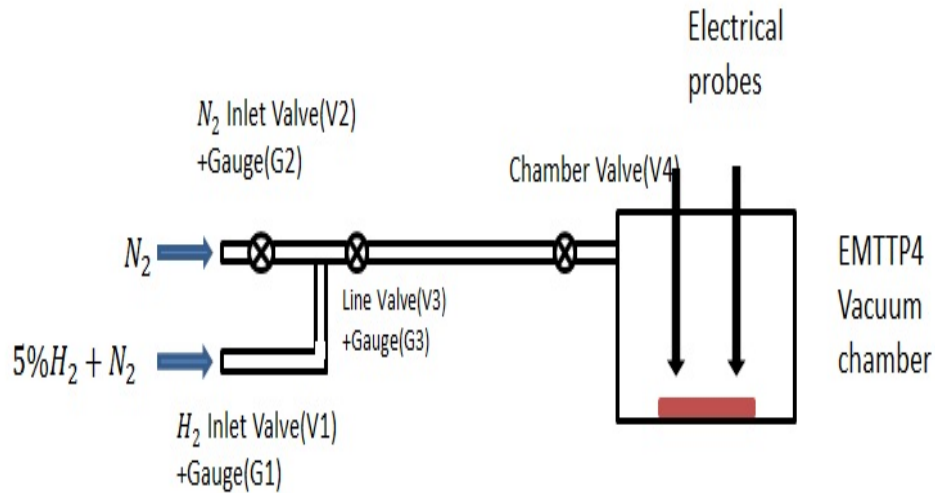 Electrical
probes
N₂ Inlet Valve(V2)
+Gauge(G2)
Chamber Valve(V4)
N₂
EMTTP4
Vacuum
chamber
Line Valve(V3)
+Gauge(G3)
5%H₂ + N₂
H₂ Inlet Valve(V1)
+Gauge(G1)